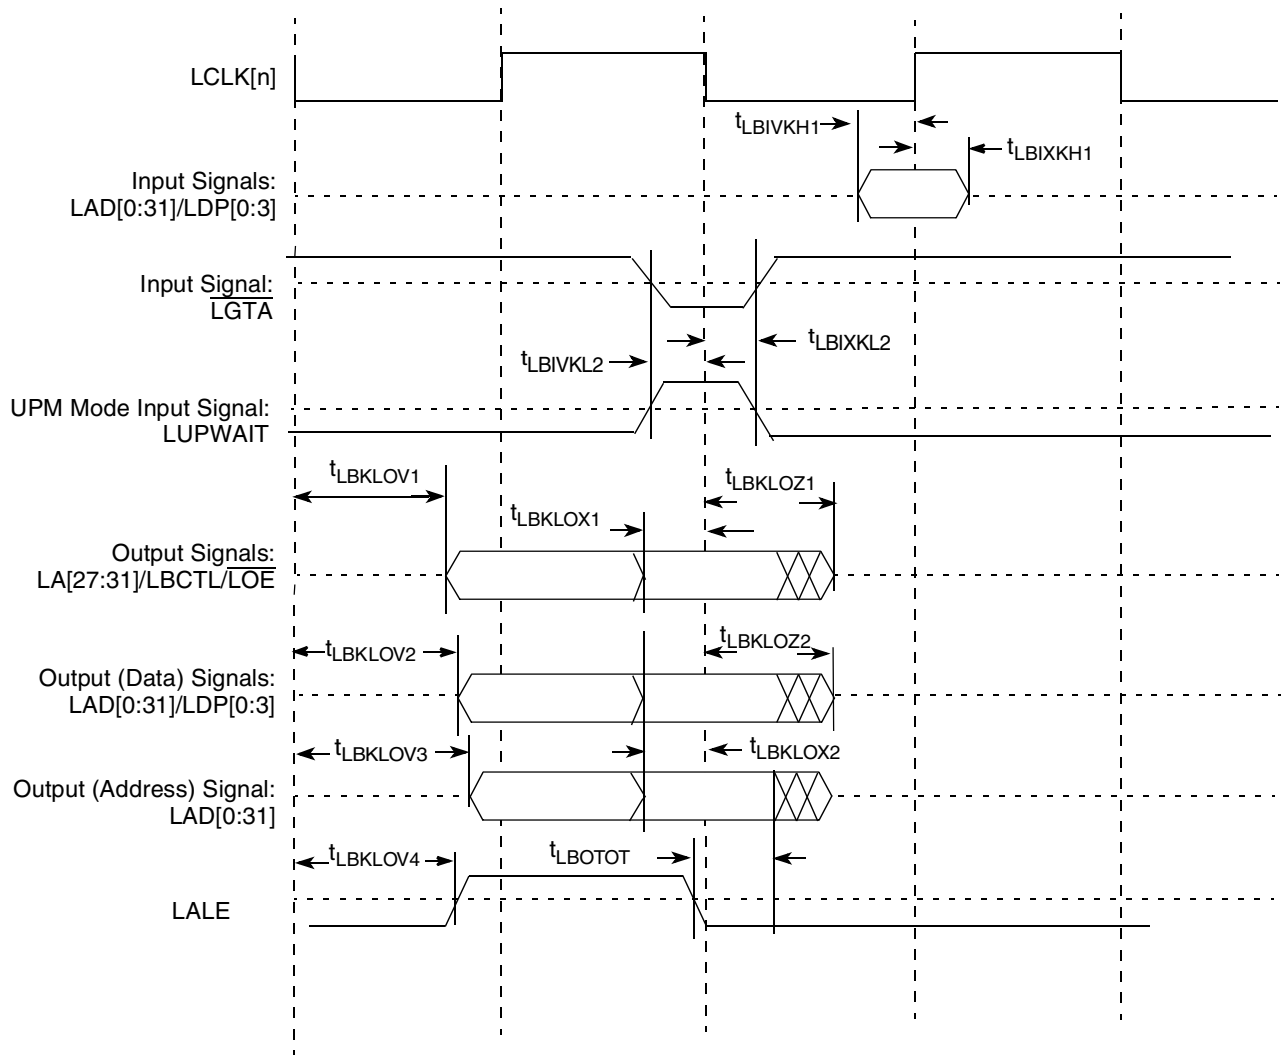 LCLK[n]
tLBIVKH1
tLBIXKH1
Input Signals:
LAD[0:31]/LDP[0:3]
Input Signal:
LGTA
tLBIXKL2
tLBIVKL2
UPM Mode Input Signal:
LUPWAIT
tLBKLOV1
tLBKLOZ1
tLBKLOX1
Output Signals:
LA[27:31]/LBCTL/LOE
tLBKLOV2
tLBKLOZ2
Output (Data) Signals:
LAD[0:31]/LDP[0:3]
tLBKLOV3
tLBKLOX2
Output (Address) Signal:
LAD[0:31]
tLBKLOV4
tLBOTOT
LALE